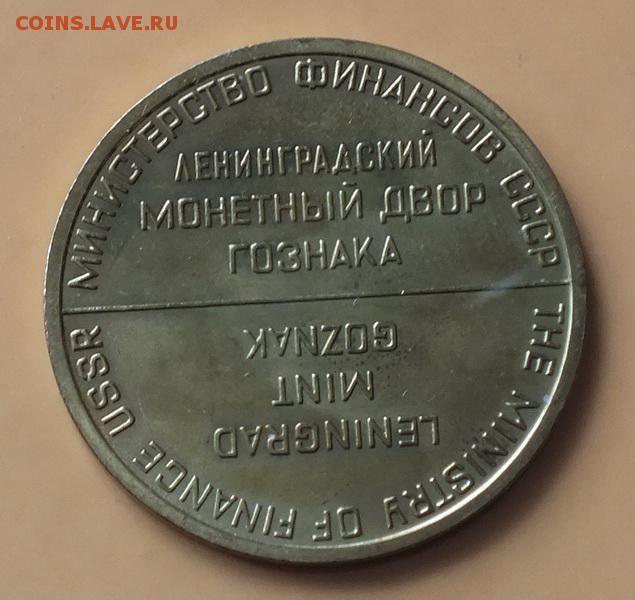 COINS.LAVE.RU
МИНИСТЕРСТВО ФИНАНСОВ СССР
ЛЕНИНГРАДСКИЙ
МОНЕТНЫЙ ДВОР
ГОЗНАКА
THE MINISTRY OF FINANCE USSR
LENINGRAD
MINT
GOZNAK